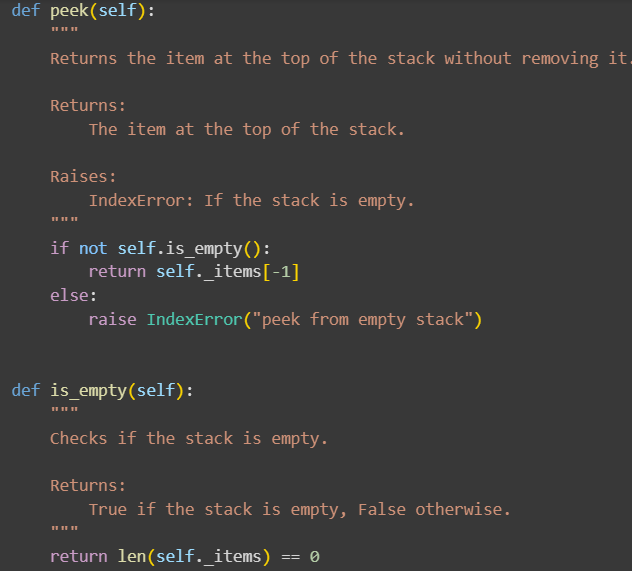 def peek(self):
    """
    Returns the item at the top of the stack without removing it.

    Returns:
        The item at the top of the stack.

    Raises:
        IndexError: If the stack is empty.
    """
    if not self.is_empty():
        return self._items[-1]
    else:
        raise IndexError("peek from empty stack")


def is_empty(self):
    """
    Checks if the stack is empty.

    Returns:
        True if the stack is empty, False otherwise.
    """
    return len(self._items) == 0